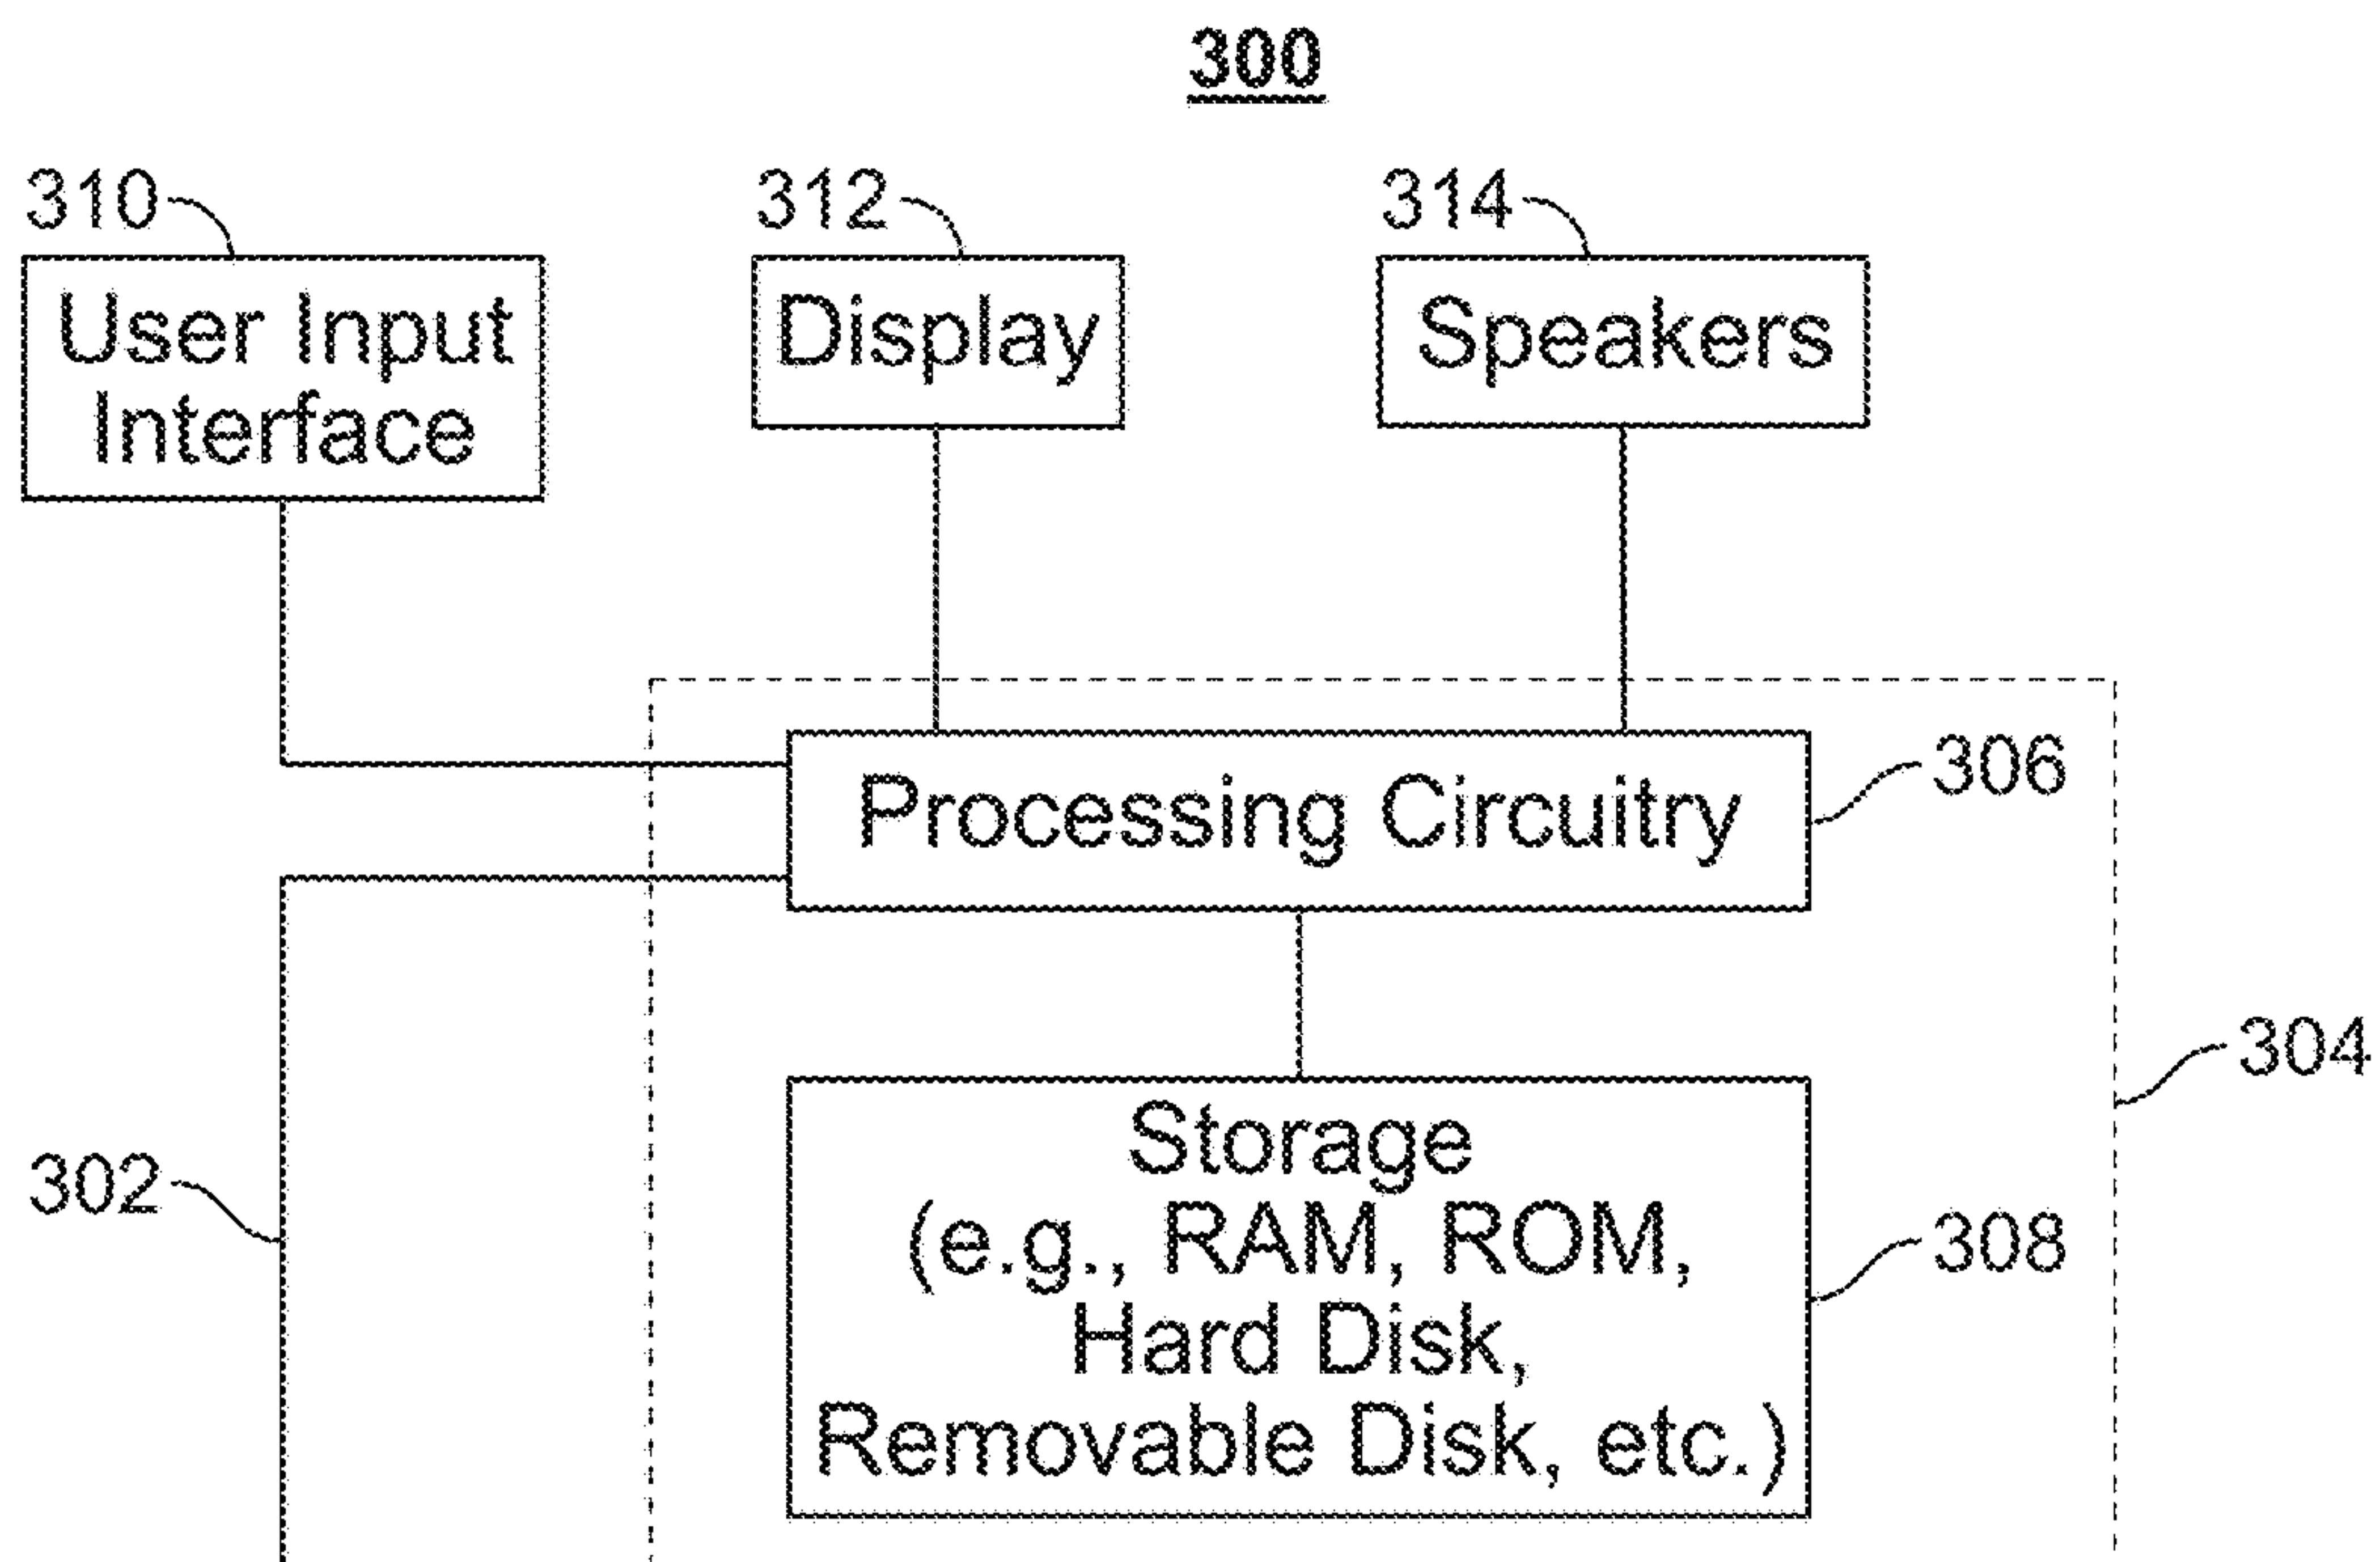 300
310
312
314
User Input
Interface
Display
Speakers
Processing Circuitry
306
304
302
Storage
(e.g., RAM, ROM,
Hard Disk,
Removable Disk, etc.)
308